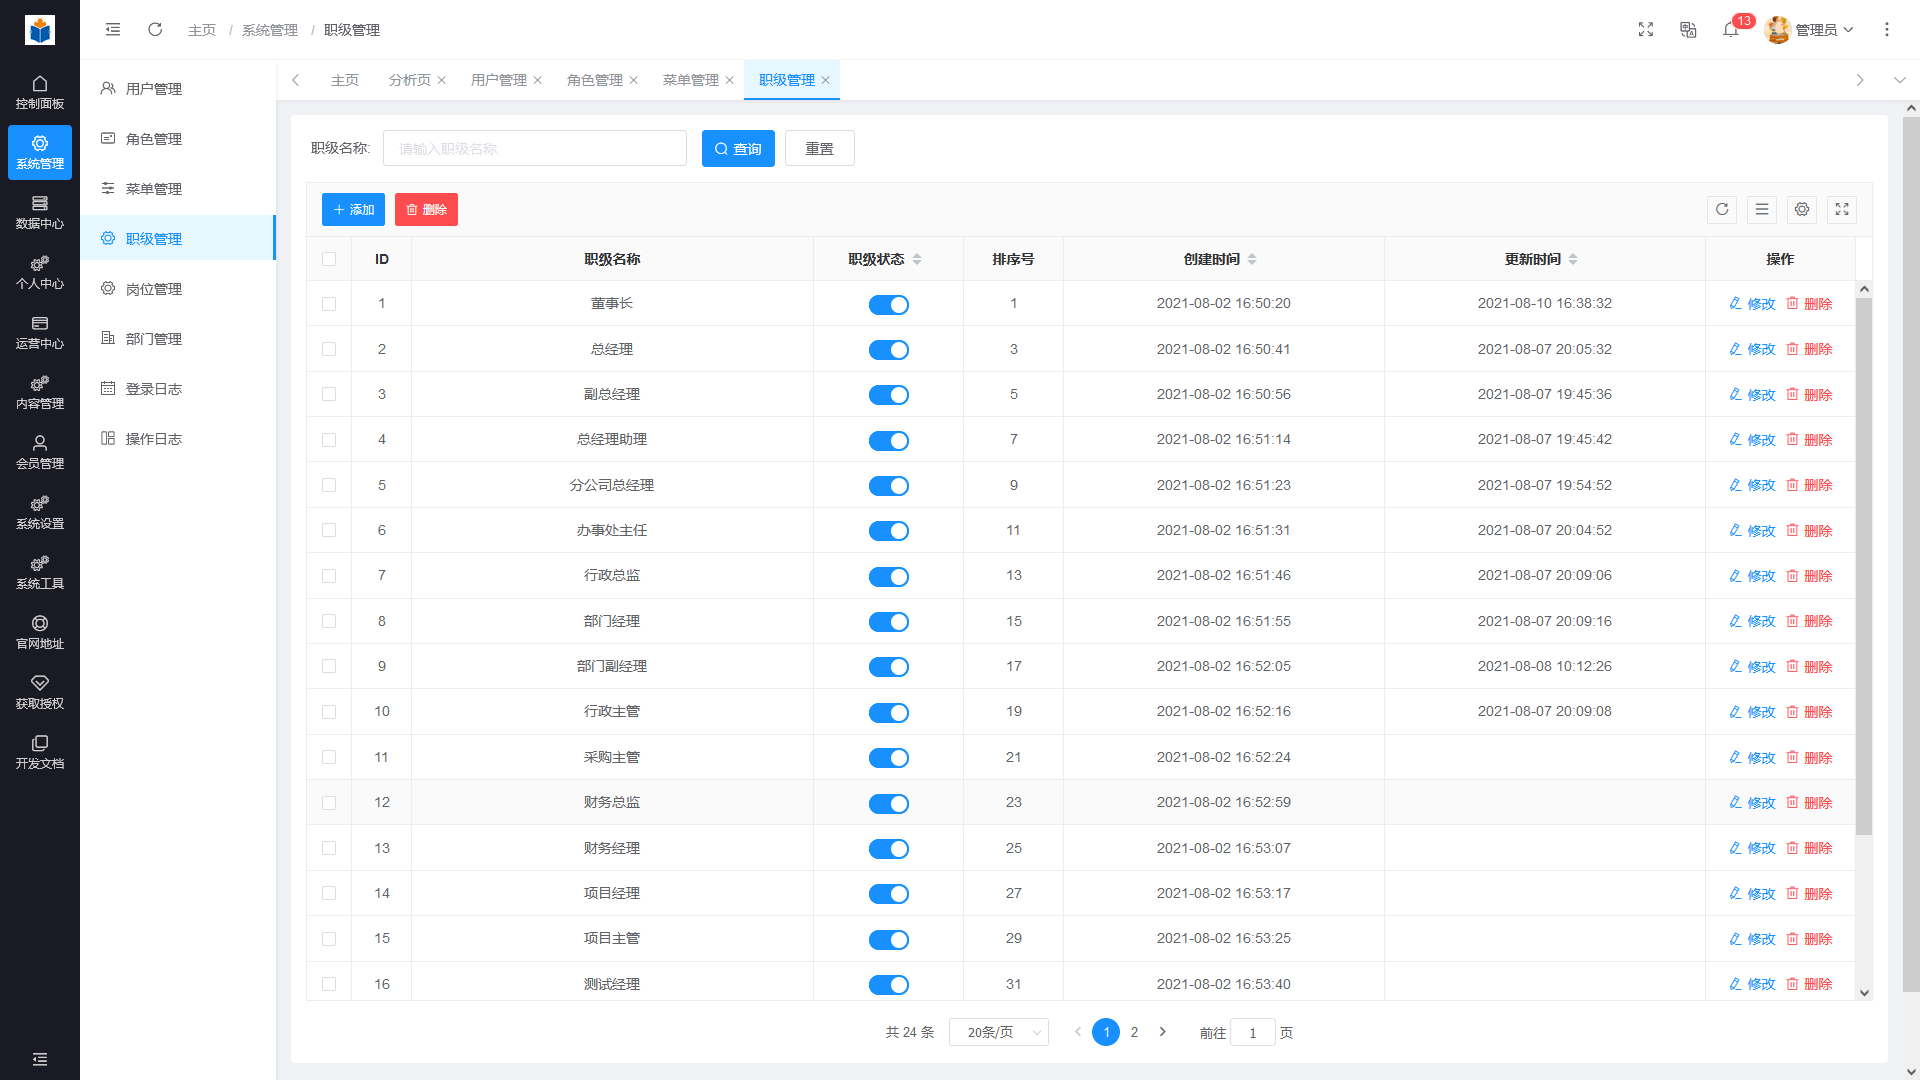 主页 / 系统管理 / 职级管理
13
管理员
控制面板
系统管理
数据中心
个人中心
运营中心
内容管理
会员管理
系统设置
系统工具
官网地址
获取授权
开发文档
用户管理
角色管理
菜单管理
职级管理
岗位管理
部门管理
登录日志
操作日志
主页 分析页 用户管理 角色管理 菜单管理 职级管理
职级名称: 请输入职级名称 查询 重置
添加 删除
ID 职级名称 职级状态 排序号 创建时间 更新时间 操作
1 董事长 1 2021-08-02 16:50:20 2021-08-10 16:38:32 修改 删除
2 总经理 3 2021-08-02 16:50:41 2021-08-07 20:05:32 修改 删除
3 副总经理 5 2021-08-02 16:50:56 2021-08-07 19:45:36 修改 删除
4 总经理助理 7 2021-08-02 16:51:14 2021-08-07 19:45:42 修改 删除
5 分公司总经理 9 2021-08-02 16:51:23 2021-08-07 19:54:52 修改 删除
6 办事处主任 11 2021-08-02 16:51:31 2021-08-07 20:04:52 修改 删除
7 行政总监 13 2021-08-02 16:51:46 2021-08-07 20:09:06 修改 删除
8 部门经理 15 2021-08-02 16:51:55 2021-08-07 20:09:16 修改 删除
9 部门副经理 17 2021-08-02 16:52:05 2021-08-08 10:12:26 修改 删除
10 行政主管 19 2021-08-02 16:52:16 2021-08-07 20:09:08 修改 删除
11 采购主管 21 2021-08-02 16:52:24 修改 删除
12 财务总监 23 2021-08-02 16:52:59 修改 删除
13 财务经理 25 2021-08-02 16:53:07 修改 删除
14 项目经理 27 2021-08-02 16:53:17 修改 删除
15 项目主管 29 2021-08-02 16:53:25 修改 删除
16 测试经理 31 2021-08-02 16:53:40 修改 删除
共 24 条 20条/页 1 2 前往 1 页